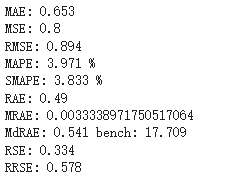 MAE: 0.653
MSE: 0.8
RMSE: 0.894
MAPE: 3.971 %
SMAPE: 3.833 %
RAE: 0.49
MRAE: 0.0033338971750517064
MdRAE: 0.541 bench: 17.709
RSE: 0.334
RRSE: 0.578